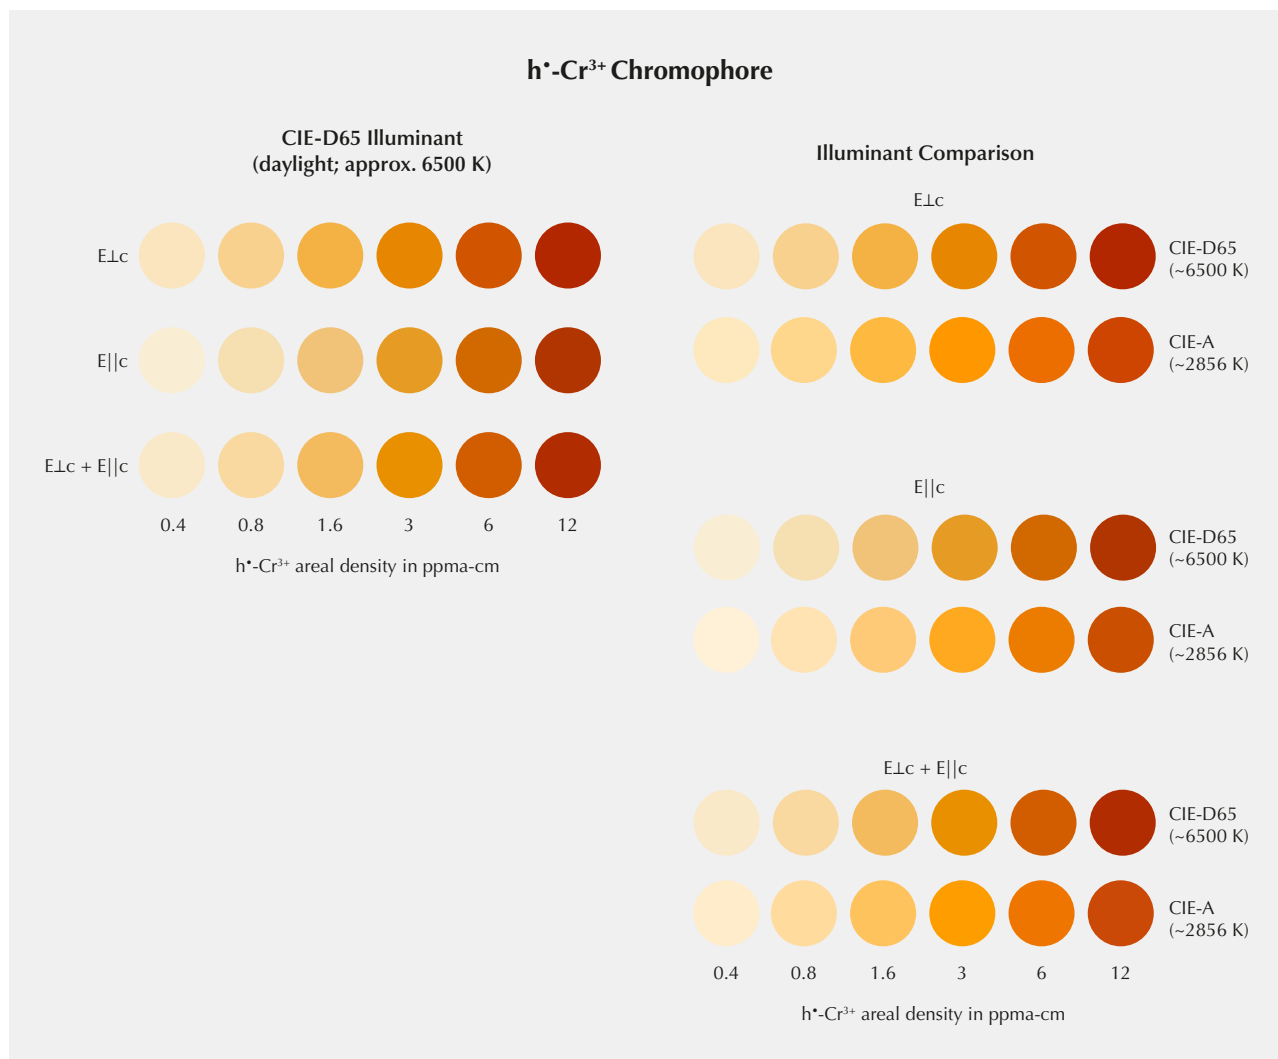 h•-Cr³⁺ Chromophore
CIE-D65 Illuminant
(daylight; approx. 6500 K)
E⊥c
E||c
E⊥c + E||c
0.4 0.8 1.6 3 6 12
h•-Cr³⁺ areal density in ppma-cm
Illuminant Comparison
E⊥c
CIE-D65
(~6500 K)
CIE-A
(~2856 K)
E||c
CIE-D65
(~6500 K)
CIE-A
(~2856 K)
E⊥c + E||c
CIE-D65
(~6500 K)
CIE-A
(~2856 K)
0.4 0.8 1.6 3 6 12
h•-Cr³⁺ areal density in ppma-cm